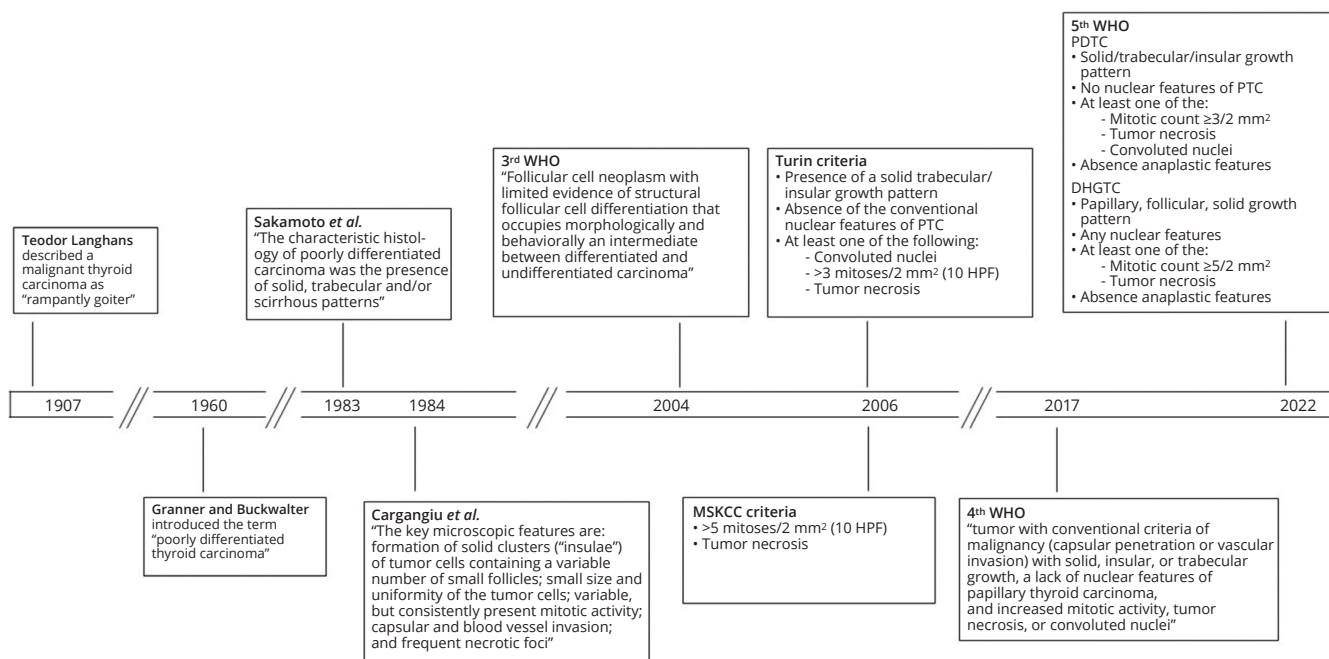 Teodor Langhans
described a
malignant thyroid
carcinoma as
“rampantly goiter”
Sakamoto et al.
“The characteristic histol-
ogy of poorly differentiated
carcinoma was the presence
of solid, trabecular and/or
scirrhous patterns”
3rd WHO
“Follicular cell neoplasm with
limited evidence of structural
follicular cell differentiation that
occupies morphologically and
behaviorally an intermediate
between differentiated and
undifferentiated carcinoma”
Turin criteria
• Presence of a solid trabecular/
insular growth pattern
• Absence of the conventional
nuclear features of PTC
• At least one of the following:
- Convoluted nuclei
- >3 mitoses/2 mm² (10 HPF)
- Tumor necrosis
5th WHO
PDTC
• Solid/trabecular/insular growth
pattern
• No nuclear features of PTC
• At least one of the:
- Mitotic count ≥3/2 mm²
- Tumor necrosis
- Convoluted nuclei
• Absence anaplastic features
DHGTC
• Papillary, follicular, solid growth
pattern
• Any nuclear features
• At least one of the:
- Mitotic count ≥5/2 mm²
- Tumor necrosis
• Absence anaplastic features
1907
1960
1983
1984
2004
2006
2017
2022
Granner and Buckwalter
introduced the term
“poorly differentiated
thyroid carcinoma”
Cargangiu et al.
“The key microscopic features are:
formation of solid clusters (“insulae”)
of tumor cells containing a variable
number of small follicles; small size and
uniformity of the tumor cells; variable,
but consistently present mitotic activity;
capsular and blood vessel invasion;
and frequent necrotic foci”
MSKCC criteria
• >5 mitoses/2 mm² (10 HPF)
• Tumor necrosis
4th WHO
“tumor with conventional criteria of
malignancy (capsular penetration or vascular
invasion) with solid, insular, or trabecular
growth, a lack of nuclear features of
papillary thyroid carcinoma,
and increased mitotic activity, tumor
necrosis, or convoluted nuclei”